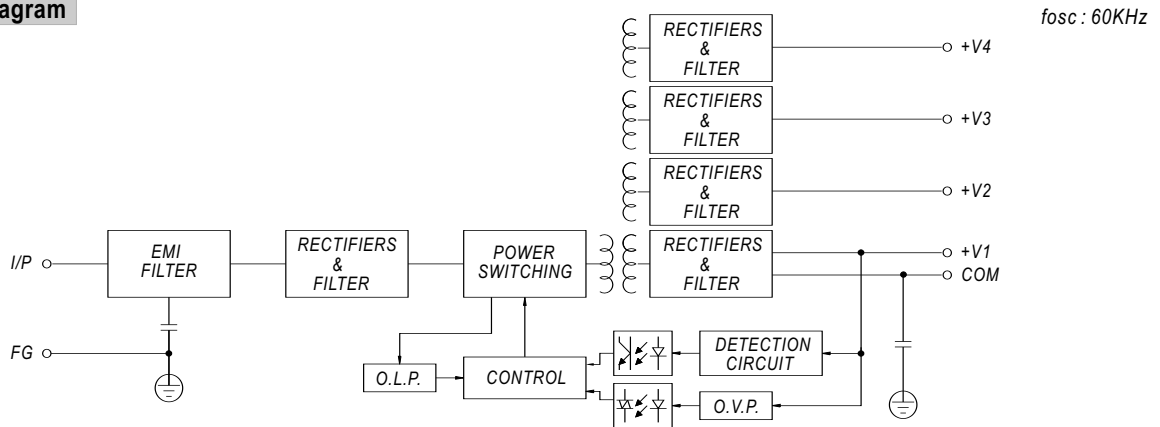 agram
fosc : 60KHz
RECTIFIERS
&
FILTER
+V4
RECTIFIERS
&
FILTER
+V3
RECTIFIERS
&
FILTER
+V2
I/P
EMI
FILTER
RECTIFIERS
&
FILTER
POWER
SWITCHING
RECTIFIERS
&
FILTER
+V1
COM
FG
O.L.P.
CONTROL
DETECTION
CIRCUIT
O.V.P.